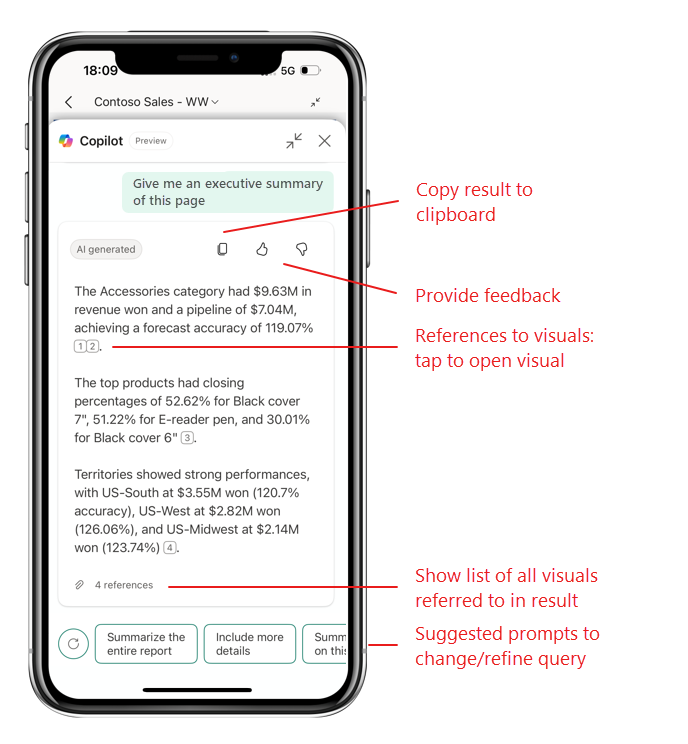 18:09
5G
Contoso Sales - WW
Copilot
Preview
Give me an executive summary
of this page
AI generated
The Accessories category had $9.63M in
revenue won and a pipeline of $7.04M,
achieving a forecast accuracy of 119.07%
1 2 .
The top products had closing
percentages of 52.62% for Black cover
7", 51.22% for E-reader pen, and 30.01%
for Black cover 6" 3 .
Territories showed strong performances,
with US-South at $3.55M won (120.7%
accuracy), US-West at $2.82M won
(126.06%), and US-Midwest at $2.14M
won (123.74%) 4 .
4 references
Summarize the
entire report
Include more
details
Summ
on this
Copy result to
clipboard
Provide feedback
References to visuals:
tap to open visual
Show list of all visuals
referred to in result
Suggested prompts to
change/refine query